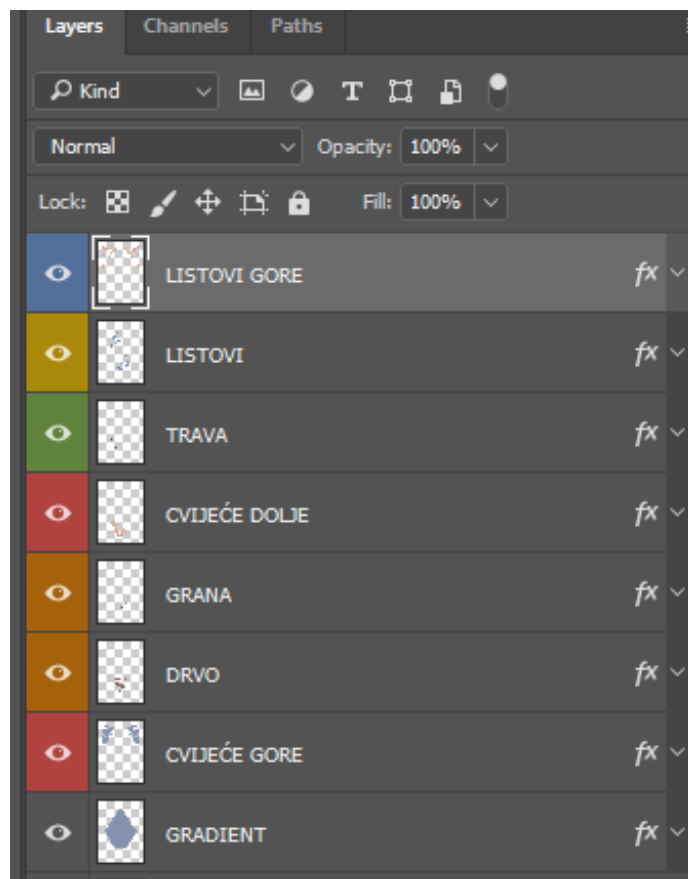 Layers Channels Paths
Kind
Normal Opacity: 100%
Lock: Fill: 100%
LISTOVI GORE fx
LISTOVI fx
TRAVA fx
CVIJEĆE DOLJE fx
GRANA fx
DRVO fx
CVIJEĆE GORE fx
GRADIENT fx